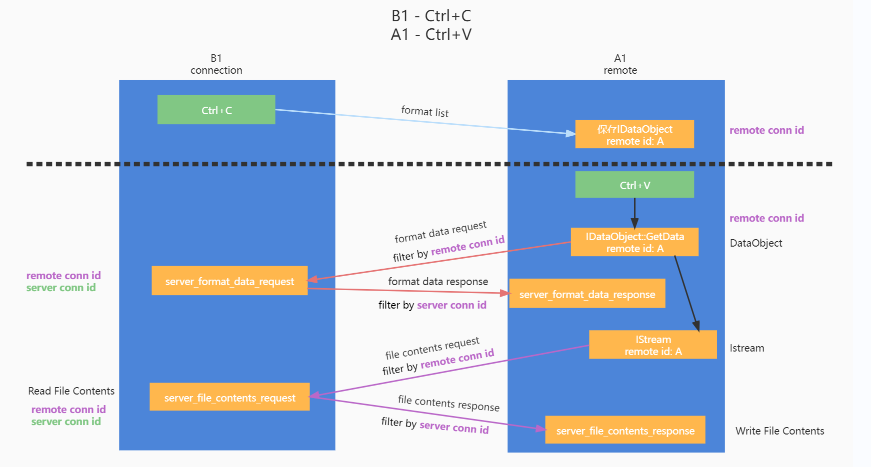 B1 - Ctrl+C
A1 - Ctrl+V
B1
connection
A1
remote
Ctrl+C
format list
保存IDataObject
remote id: A
remote conn id
Ctrl+V
remote conn id
format data request
filter by remote conn id
IDataObject::GetData
remote id: A
DataObject
remote conn id
server conn id
server_format_data_request
format data response
filter by server conn id
server_format_data_response
file contents request
filter by remote conn id
IStream
remote id: A
Istream
Read File Contents
remote conn id
server conn id
server_file_contents_request
file contents response
filter by server conn id
server_file_contents_response
Write File Contents